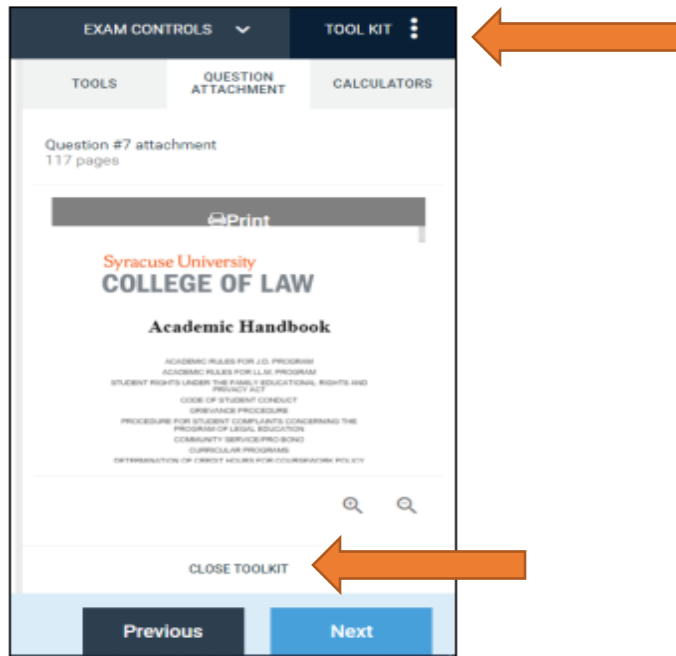 EXAM CONTROLS TOOL KIT
TOOLS QUESTION ATTACHMENT CALCULATORS
Question #7 attachment
117 pages
Print
Syracuse University
COLLEGE OF LAW
Academic Handbook
ACADEMIC RULES FOR J.D. PROGRAM
ACADEMIC RULES FOR LL.M. PROGRAM
STUDENT RIGHTS UNDER THE FAMILY EDUCATIONAL RIGHTS AND
PRIVACY ACT
CODE OF STUDENT CONDUCT
GRIEVANCE PROCEDURE
PROCEDURE FOR STUDENT COMPLAINTS CONCERNING THE
PROGRAM OF LEGAL EDUCATION
COMMUNITY SERVICE/PRO BONO
CURRICULAR PROGRAMS
DETERMINATION OF CREDIT HOURS FOR COURSEWORK POLICY
CLOSE TOOLKIT
Previous Next